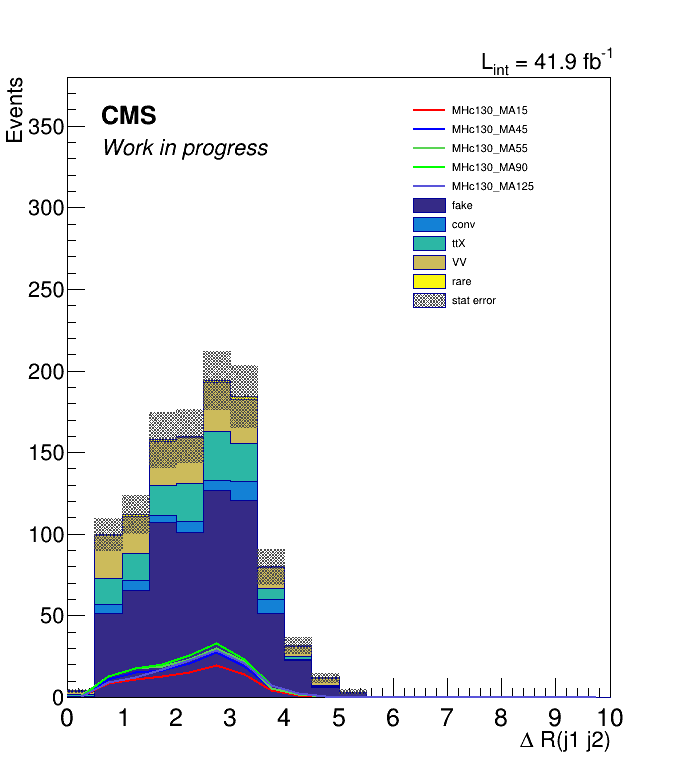 L_int = 41.9 fb^-1
Events
CMS
Work in progress
MHc130_MA15
MHc130_MA45
MHc130_MA55
MHc130_MA90
MHc130_MA125
fake
conv
ttX
VV
rare
stat error
350
300
250
200
150
100
50
0
0 1 2 3 4 5 6 7 8 9 10
Δ R(j1 j2)